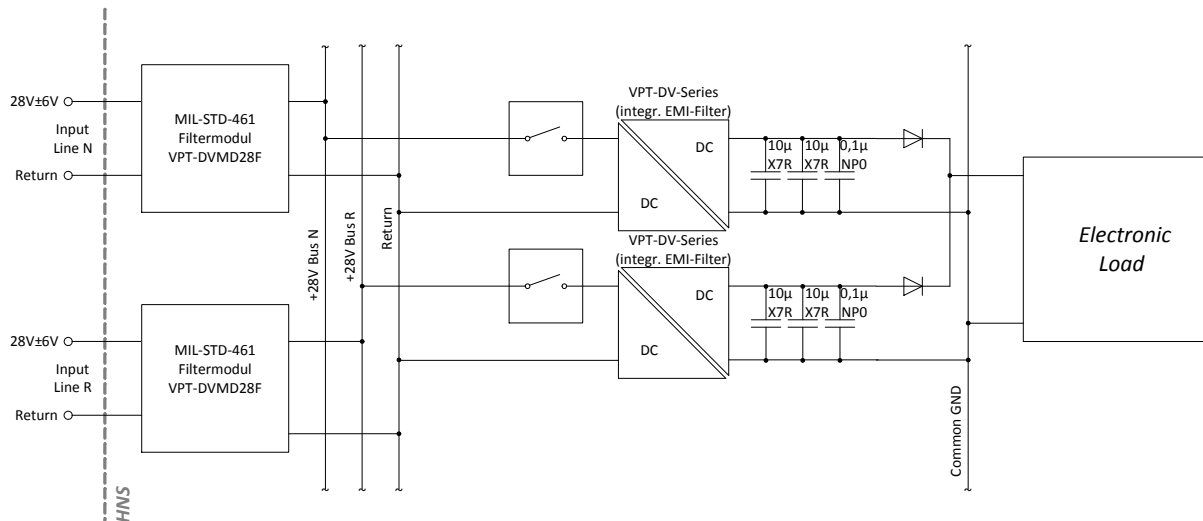 28V±6V
Input
Line N
Return
MIL-STD-461
Filtermodul
VPT-DVMD28F
28V±6V
Input
Line R
Return
MIL-STD-461
Filtermodul
VPT-DVMD28F
HNS
+28V Bus N
+28V Bus R
Return
VPT-DV-Series
(integr. EMI-Filter)
DC
DC
10µ
X7R
10µ
X7R
0,1µ
NP0
VPT-DV-Series
(integr. EMI-Filter)
DC
DC
10µ
X7R
10µ
X7R
0,1µ
NP0
Common GND
Electronic
Load